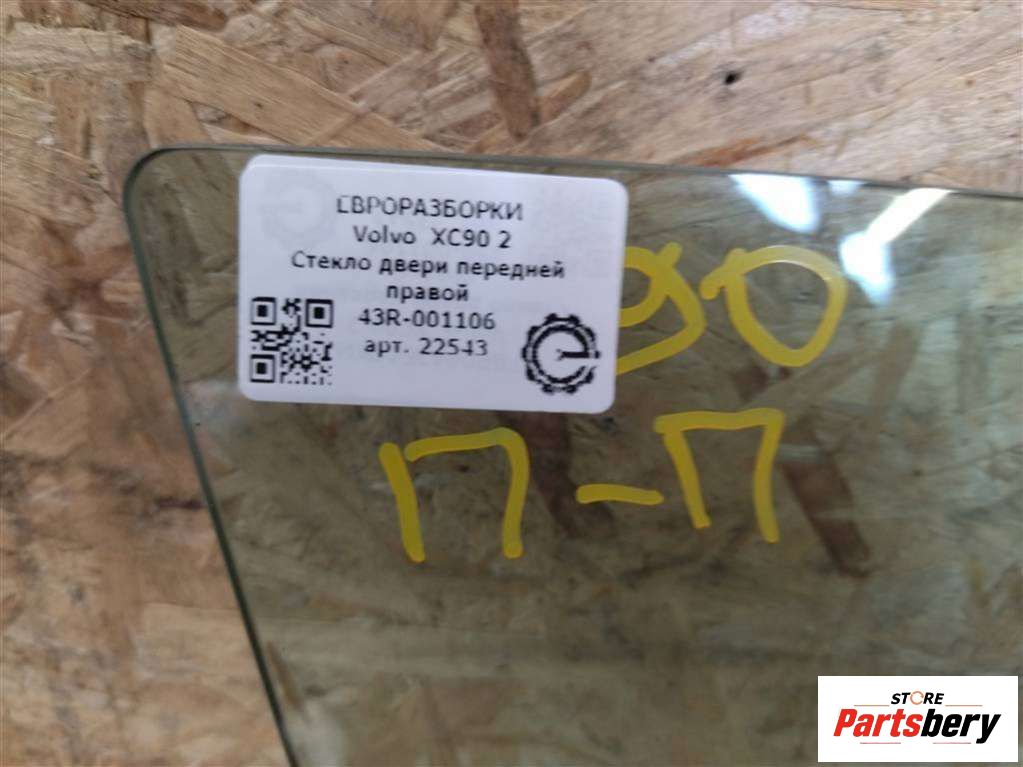 ЕВРОРАЗБОРКИ
Volvo XC90 2
Стекло двери передней
правой
43R-001106
арт. 22543
90
П-П
STORE
Partsbery